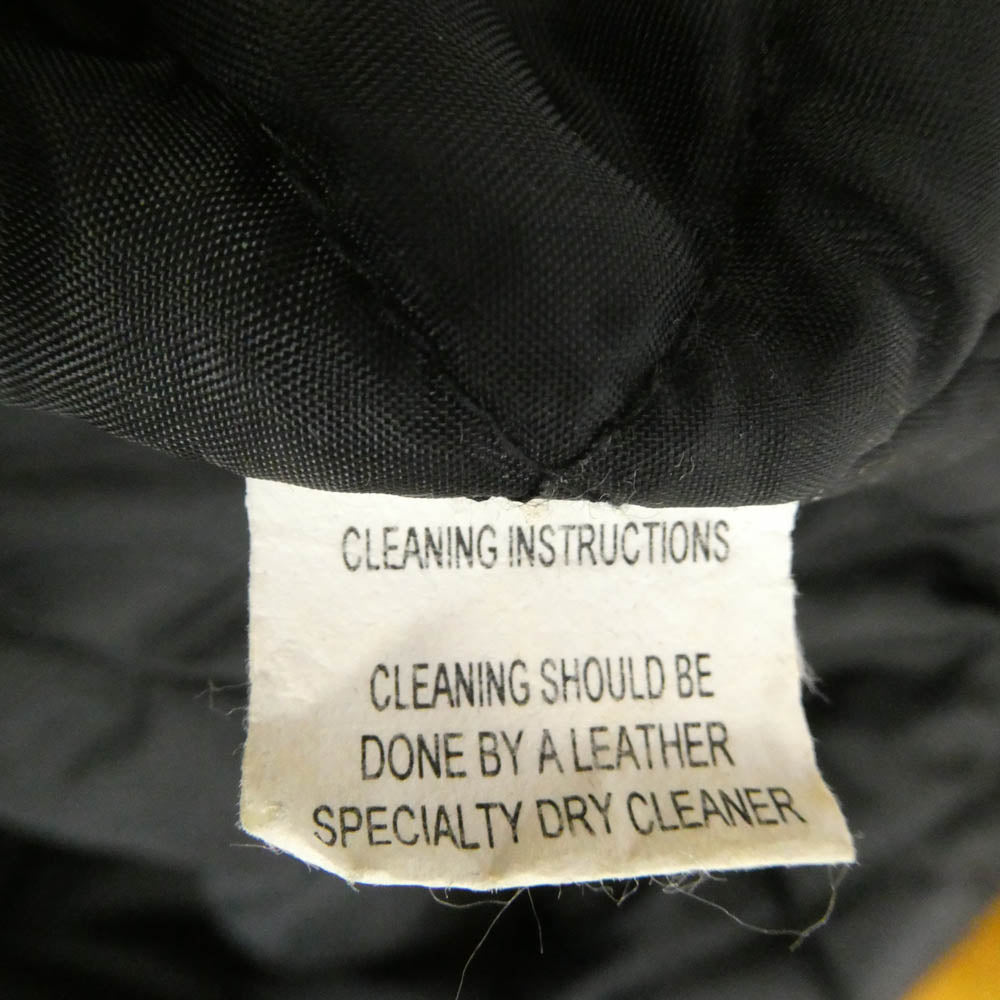 CLEANING INSTRUCTIONS
CLEANING SHOULD BE
DONE BY A LEATHER
SPECIALTY DRY CLEANER